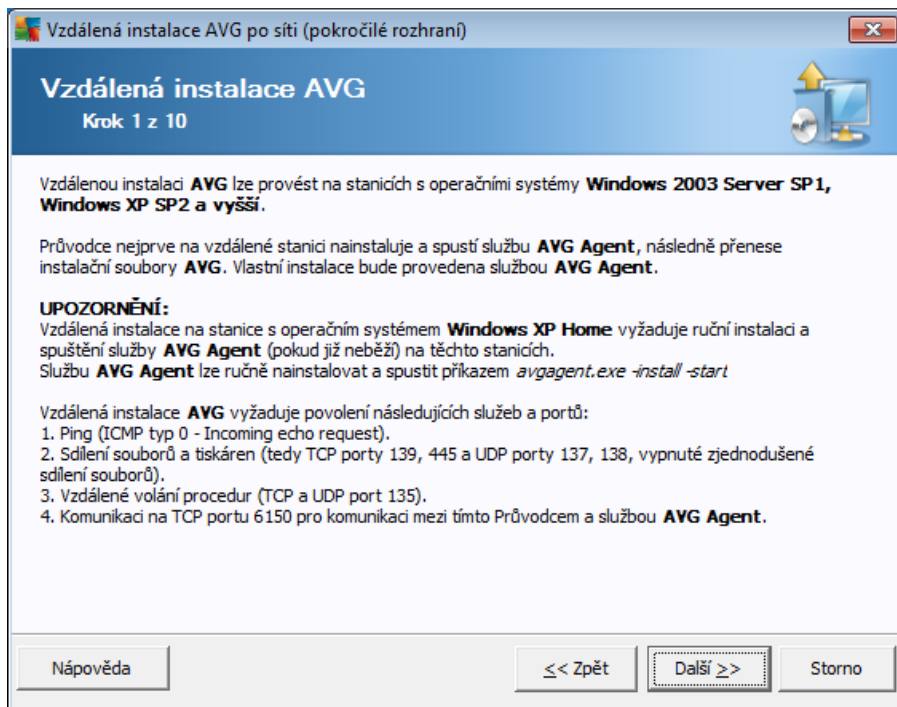 Vzdálená instalace AVG po síti (pokročilé rozhraní)
Vzdálená instalace AVG
Krok 1 z 10
Vzdálenou instalaci AVG lze provést na stanicích s operačními systémy Windows 2003 Server SP1,
Windows XP SP2 a vyšší.
Průvodce nejprve na vzdálené stanici nainstaluje a spustí službu AVG Agent, následně přenese
instalační soubory AVG. Vlastní instalace bude provedena službou AVG Agent.
UPOZORNĚNÍ:
Vzdálená instalace na stanice s operačním systémem Windows XP Home vyžaduje ruční instalaci a
spuštění služby AVG Agent (pokud již neběží) na těchto stanicích.
Službu AVG Agent lze ručně nainstalovat a spustit příkazem avgagent.exe -install -start
Vzdálená instalace AVG vyžaduje povolení následujících služeb a portů:
1. Ping (ICMP typ 0 - Incoming echo request).
2. Sdílení souborů a tiskáren (tedy TCP porty 139, 445 a UDP porty 137, 138, vypnuté zjednodušené
sdílení souborů).
3. Vzdálené volání procedur (TCP a UDP port 135).
4. Komunikaci na TCP portu 6150 pro komunikaci mezi tímto Průvodcem a službou AVG Agent.
Nápověda
<< Zpět
Další >>
Storno